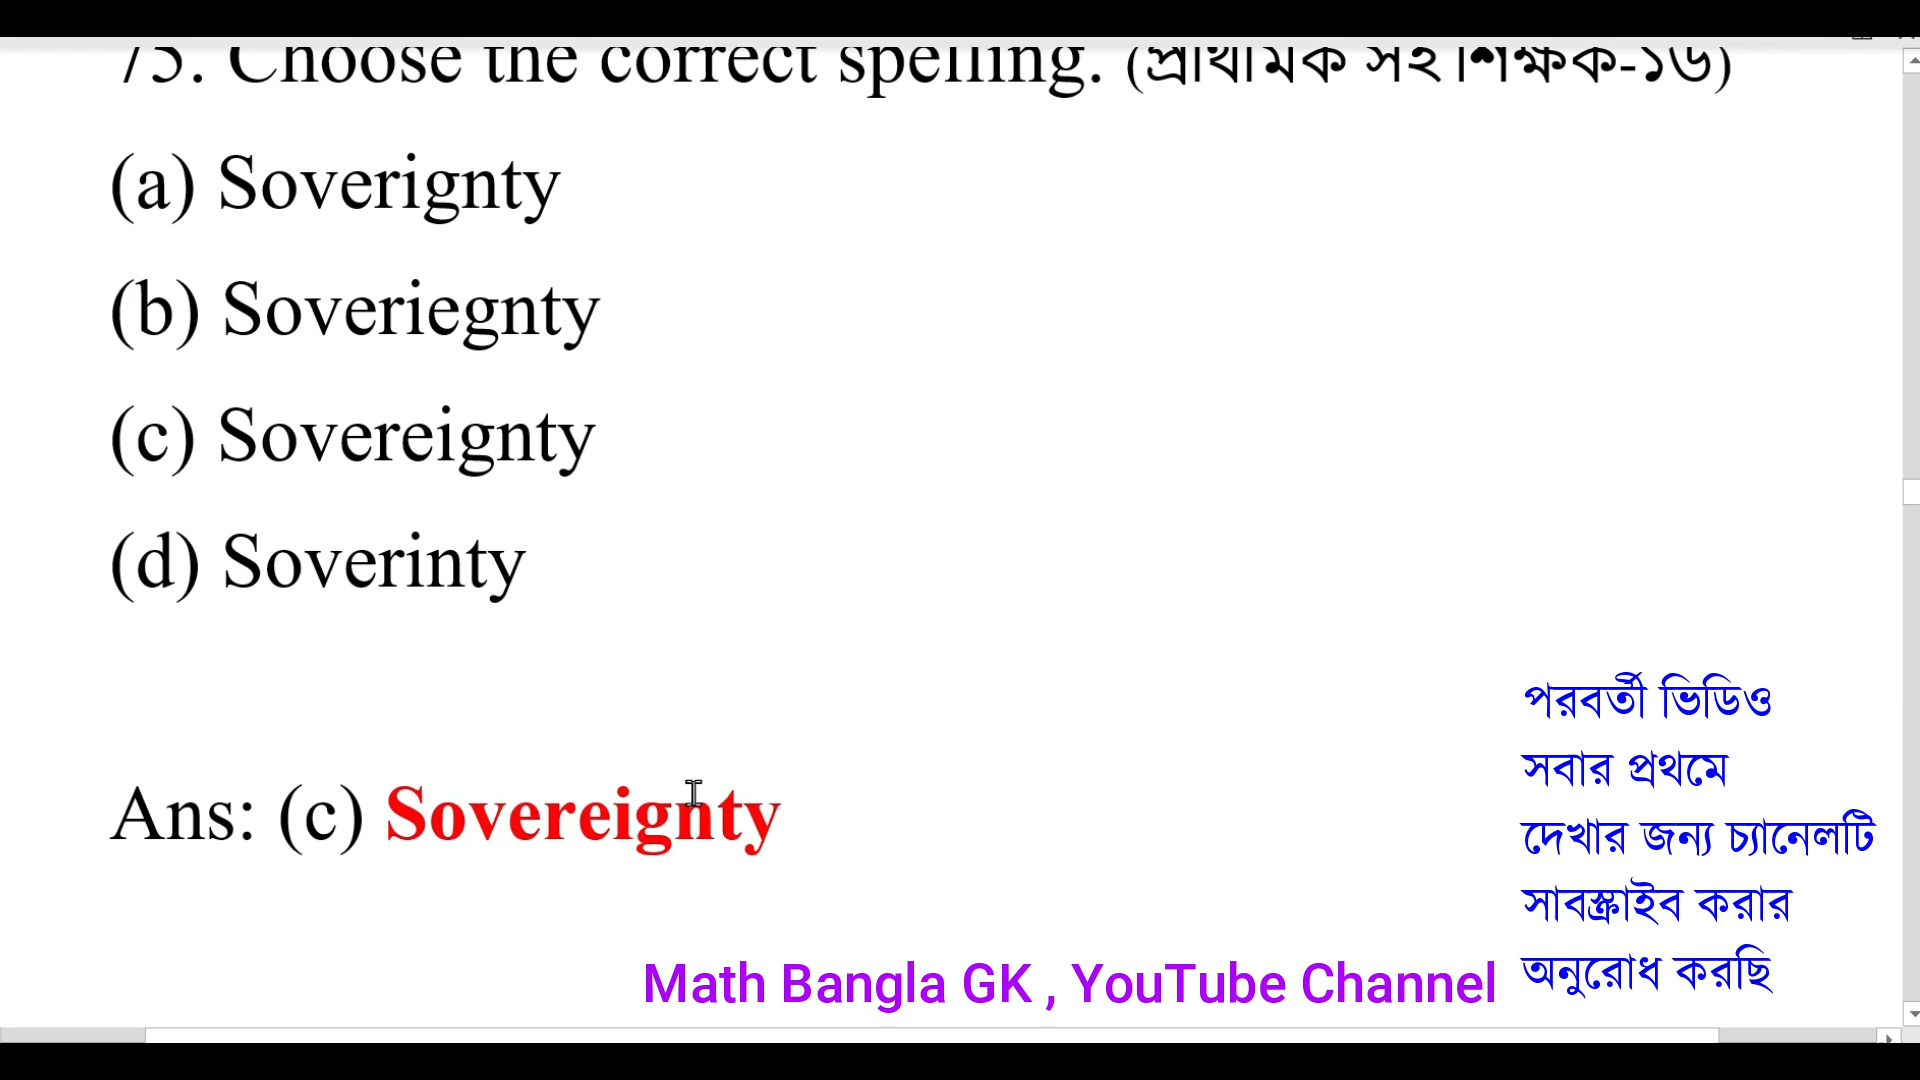 75. Choose the correct spelling. (প্রাথমিক সহ শিক্ষক-১৬)
(a) Soverignty
(b) Soveriegnty
(c) Sovereignty
(d) Soverinty
Ans: (c) Sovereignty
পরবর্তী ভিডিও
সবার প্রথমে
দেখার জন্য চ্যানেলটি
সাবস্ক্রাইব করার
অনুরোধ করছি
Math Bangla GK , YouTube Channel